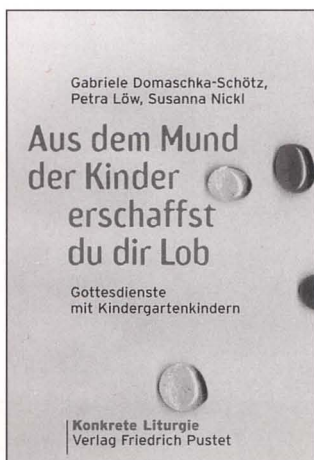 Gabriele Domaschka-Schötz,
Petra Löw, Susanna Nickl
Aus dem Mund
der Kinder
erschaffst
du dir Lob
Gottesdienste
mit Kindergartenkindern
Konkrete Liturgie
Verlag Friedrich Pustet